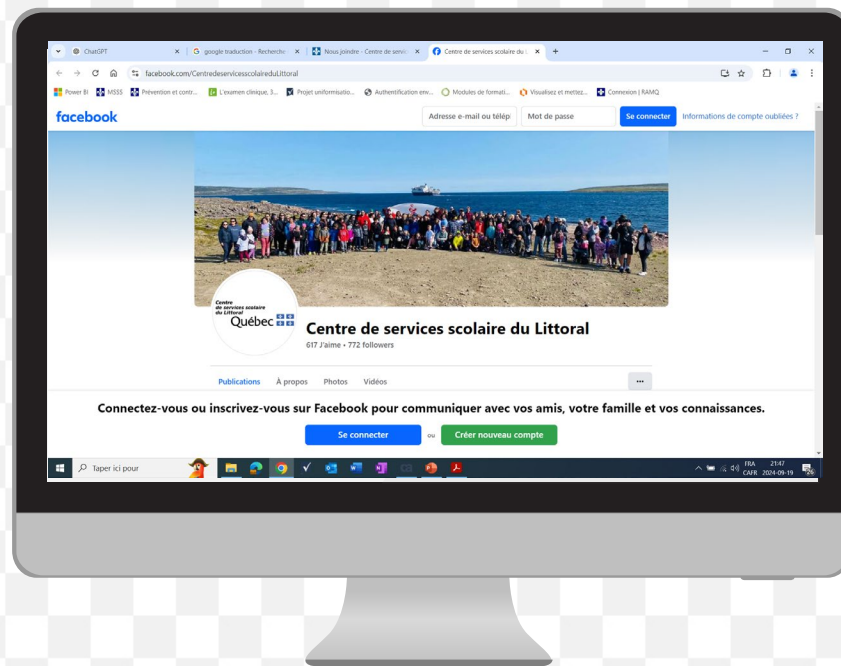 ChatGPT
google traduction - Recherche
Nous joindre - Centre de servic
Centre de services scolaire du L
facebook.com/CentredeservicesscolaireduLittoral
Power BI
MSSS
Prévention et contr...
L'examen clinique, 3...
Projet uniformisatio...
Authentification env...
Modules de formati...
Visualisez et mettez...
Connexion | RAMQ
facebook
Adresse e-mail ou télép
Mot de passe
Se connecter
Informations de compte oubliées ?
Centre
de services scolaire
du Littoral
Québec
Centre de services scolaire du Littoral
617 J'aime • 772 followers
Publications À propos Photos Vidéos
Connectez-vous ou inscrivez-vous sur Facebook pour communiquer avec vos amis, votre famille et vos connaissances.
Se connecter ou Créer nouveau compte
Taper ici pour
FRA 21:47
CAFR 2024-09-19
26